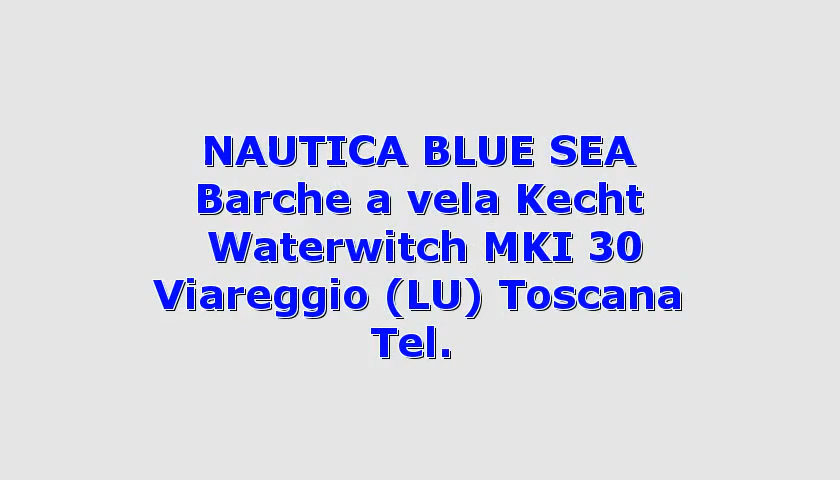 NAUTICA BLUE SEA
Barche a vela Kecht
Waterwitch MKI 30
Viareggio (LU) Toscana
Tel.